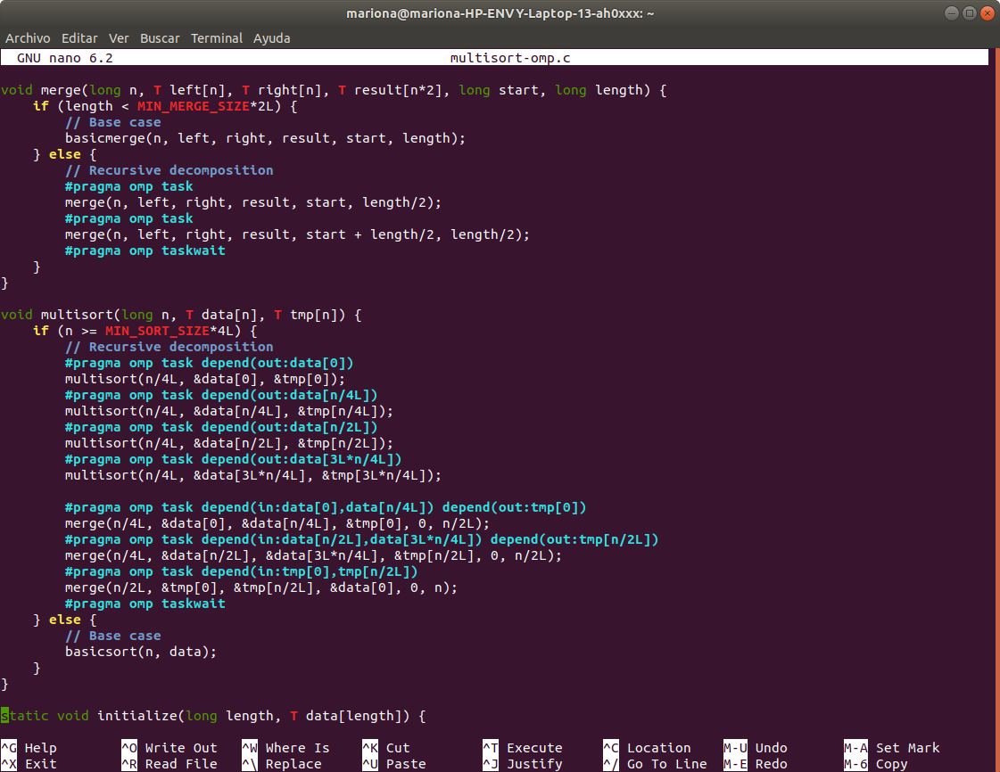 mariona@mariona-HP-ENVY-Laptop-13-ah0xxx: ~
Archivo Editar Ver Buscar Terminal Ayuda
GNU nano 6.2 multisort-omp.c
void merge(long n, T left[n], T right[n], T result[n*2], long start, long length) {
    if (length < MIN_MERGE_SIZE*2L) {
        // Base case
        basicmerge(n, left, right, result, start, length);
    } else {
        // Recursive decomposition
        #pragma omp task
        merge(n, left, right, result, start, length/2);
        #pragma omp task
        merge(n, left, right, result, start + length/2, length/2);
        #pragma omp taskwait
    }
}
void multisort(long n, T data[n], T tmp[n]) {
    if (n >= MIN_SORT_SIZE*4L) {
        // Recursive decomposition
        #pragma omp task depend(out:data[0])
        multisort(n/4L, &data[0], &tmp[0]);
        #pragma omp task depend(out:data[n/4L])
        multisort(n/4L, &data[n/4L], &tmp[n/4L]);
        #pragma omp task depend(out:data[n/2L])
        multisort(n/4L, &data[n/2L], &tmp[n/2L]);
        #pragma omp task depend(out:data[3L*n/4L])
        multisort(n/4L, &data[3L*n/4L], &tmp[3L*n/4L]);
        #pragma omp task depend(in:data[0],data[n/4L]) depend(out:tmp[0])
        merge(n/4L, &data[0], &data[n/4L], &tmp[0], 0, n/2L);
        #pragma omp task depend(in:data[n/2L],data[3L*n/4L]) depend(out:tmp[n/2L])
        merge(n/4L, &data[n/2L], &data[3L*n/4L], &tmp[n/2L], 0, n/2L);
        #pragma omp task depend(in:tmp[0],tmp[n/2L])
        merge(n/2L, &tmp[0], &tmp[n/2L], &data[0], 0, n);
        #pragma omp taskwait
    } else {
        // Base case
        basicsort(n, data);
    }
}
static void initialize(long length, T data[length]) {
^G Help ^O Write Out ^W Where Is ^K Cut ^T Execute ^C Location M-U Undo M-A Set Mark
^X Exit ^R Read File ^\ Replace ^U Paste ^J Justify ^/ Go To Line M-E Redo M-6 Copy